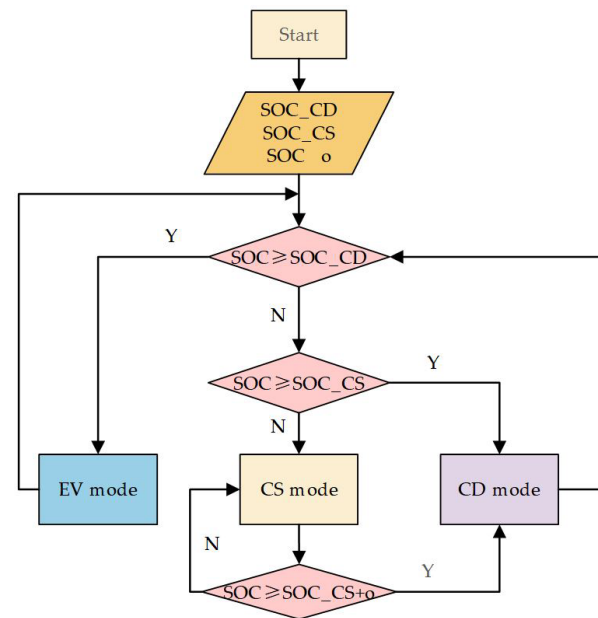 Start
SOC_CD
SOC_CS
SOC o
Y
SOC≥SOC_CD
N
SOC≥SOC_CS
Y
N
EV mode
CS mode
CD mode
N
SOC≥SOC_CS+o
Y